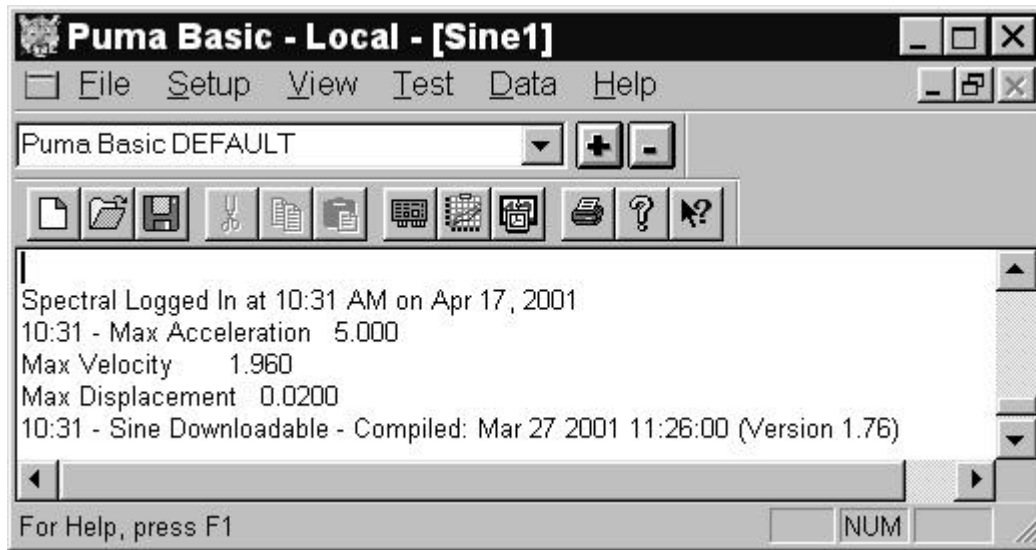 Puma Basic - Local - [Sine1]
File Setup View Test Data Help
Puma Basic DEFAULT
Spectral Logged In at 10:31 AM on Apr 17, 2001
10:31 - Max Acceleration 5.000
Max Velocity 1.960
Max Displacement 0.0200
10:31 - Sine Downloadable - Compiled: Mar 27 2001 11:26:00 (Version 1.76)
For Help, press F1
NUM